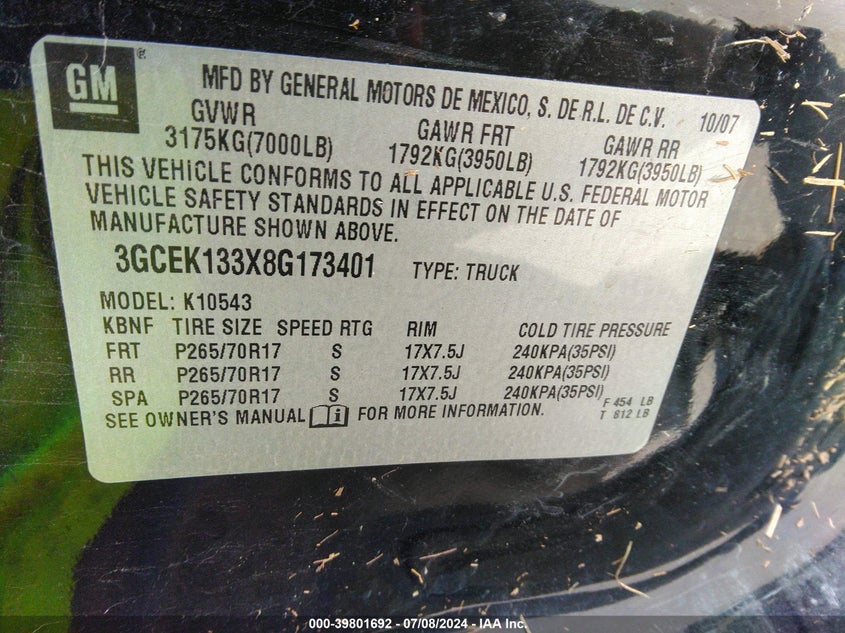 GM ®
MFD BY GENERAL MOTORS DE MEXICO, S. DE R.L. DE C.V. 10/07
GVWR GAWR FRT GAWR RR
3175KG(7000LB) 1792KG(3950LB) 1792KG(3950LB)
THIS VEHICLE CONFORMS TO ALL APPLICABLE U.S. FEDERAL MOTOR
VEHICLE SAFETY STANDARDS IN EFFECT ON THE DATE OF
MANUFACTURE SHOWN ABOVE.
3GCEK133X8G173401 TYPE: TRUCK
MODEL: K10543
KBNF TIRE SIZE SPEED RTG RIM COLD TIRE PRESSURE
FRT P265/70R17 S 17X7.5J 240KPA(35PSI)
RR P265/70R17 S 17X7.5J 240KPA(35PSI)
SPA P265/70R17 S 17X7.5J 240KPA(35PSI)
SEE OWNER'S MANUAL i FOR MORE INFORMATION.
F 454 LB
T 812 LB
000-39801692 - 07/08/2024 - IAA Inc.